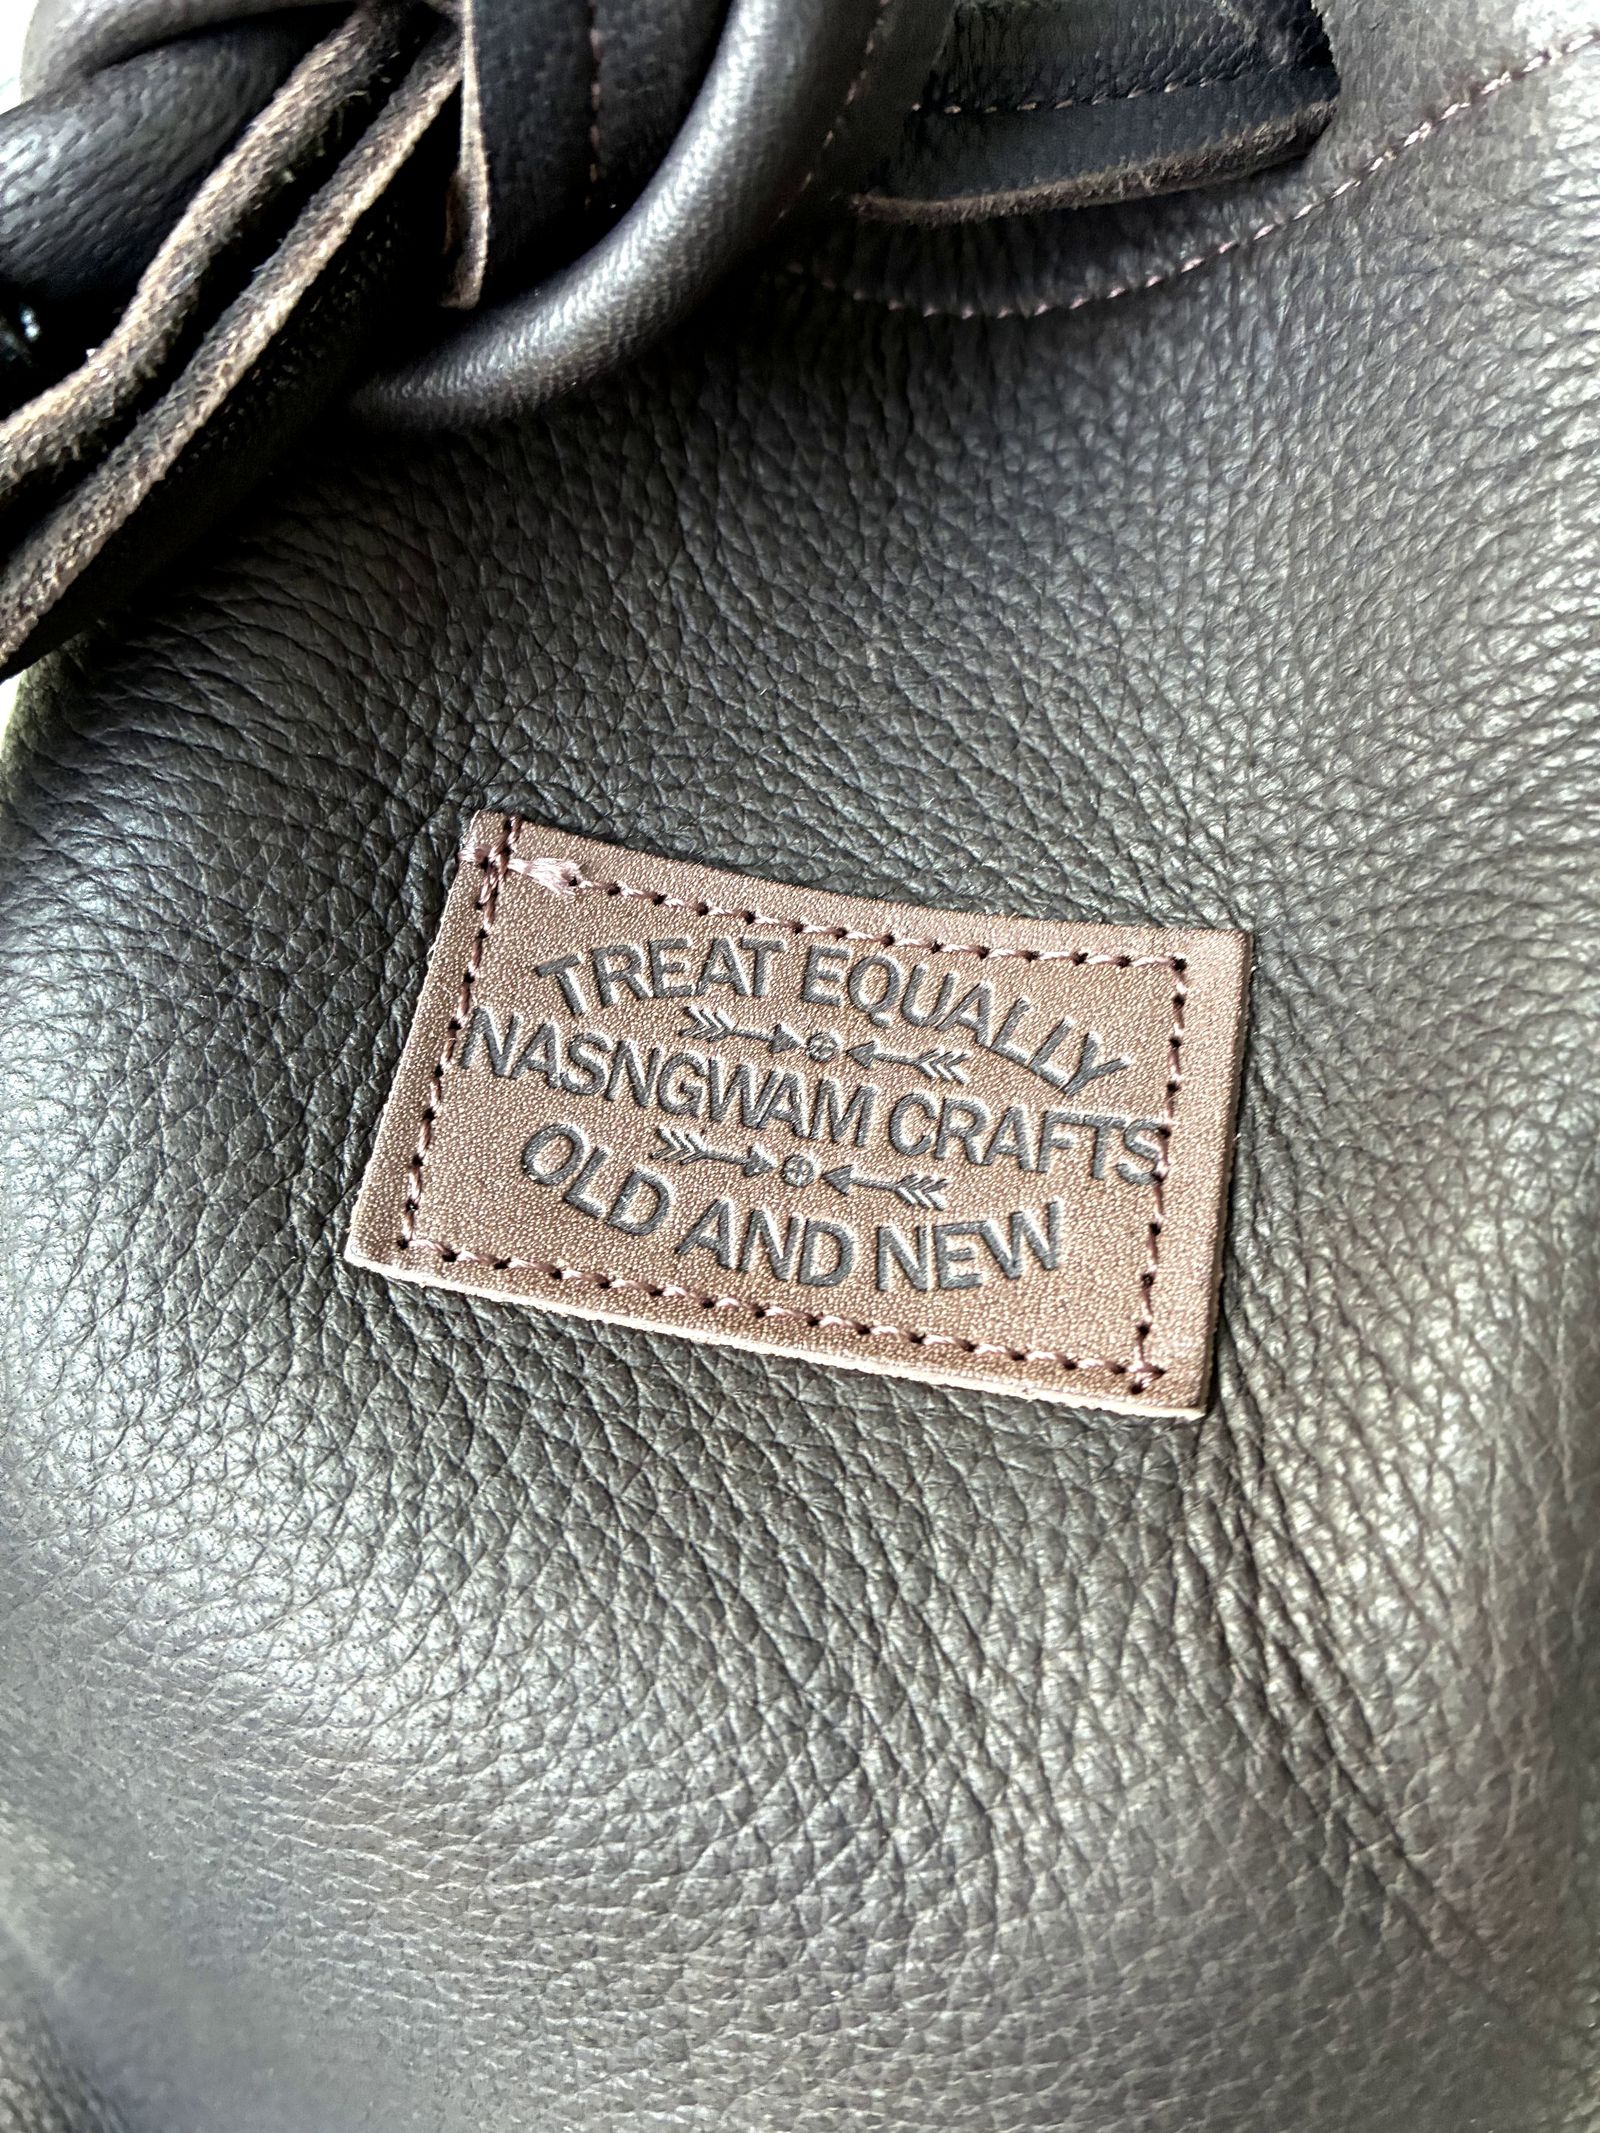 TREAT EQUALLY
NASNGWAM CRAFTS
OLD AND NEW